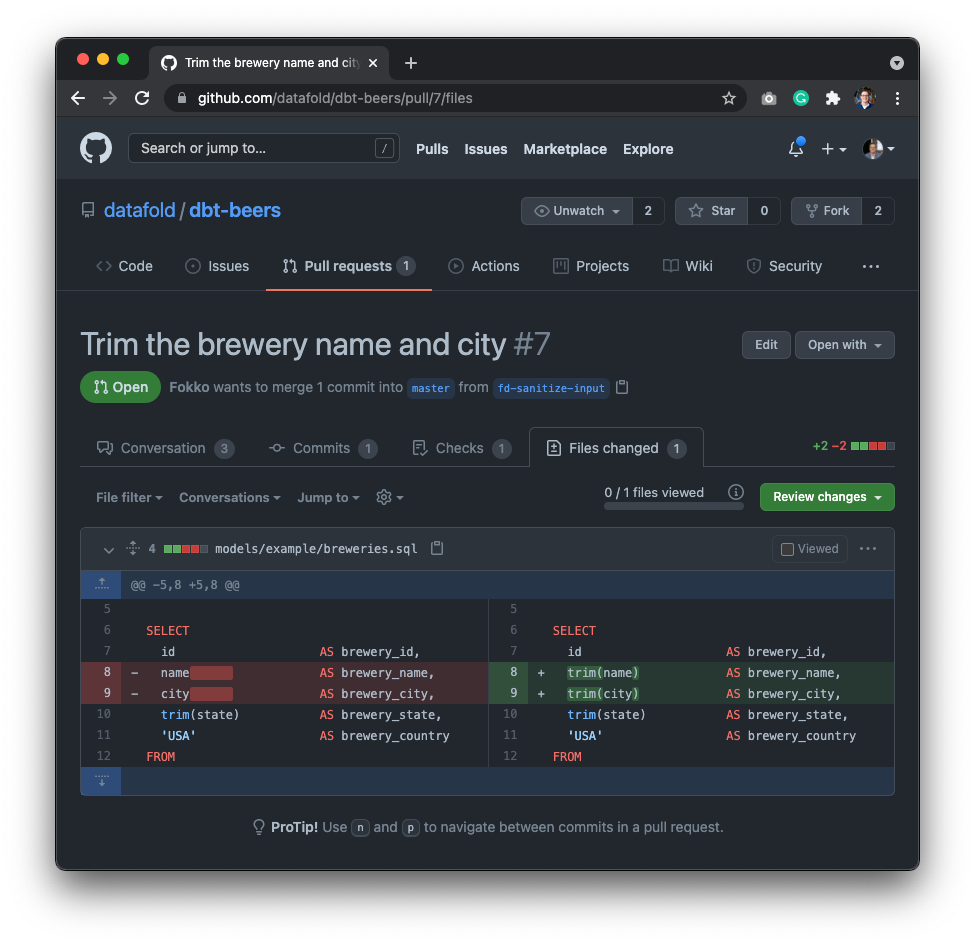 Trim the brewery name and city
github.com/datafold/dbt-beers/pull/7/files
Search or jump to... / Pulls Issues Marketplace Explore
datafold / dbt-beers Unwatch 2 Star 0 Fork 2
Code Issues Pull requests 1 Actions Projects Wiki Security
Trim the brewery name and city #7 Edit Open with
Open Fokko wants to merge 1 commit into master from fd-sanitize-input
Conversation 3 Commits 1 Checks 1 Files changed 1 +2 −2
File filter Conversations Jump to 0 / 1 files viewed Review changes
4 models/example/breweries.sql Viewed
@@ -5,8 +5,8 @@
5 5
6 SELECT 6 SELECT
7 id AS brewery_id, 7 id AS brewery_id,
8 - name AS brewery_name, 8 + trim(name) AS brewery_name,
9 - city AS brewery_city, 9 + trim(city) AS brewery_city,
10 trim(state) AS brewery_state, 10 trim(state) AS brewery_state,
11 'USA' AS brewery_country 11 'USA' AS brewery_country
12 FROM 12 FROM
ProTip! Use n and p to navigate between commits in a pull request.